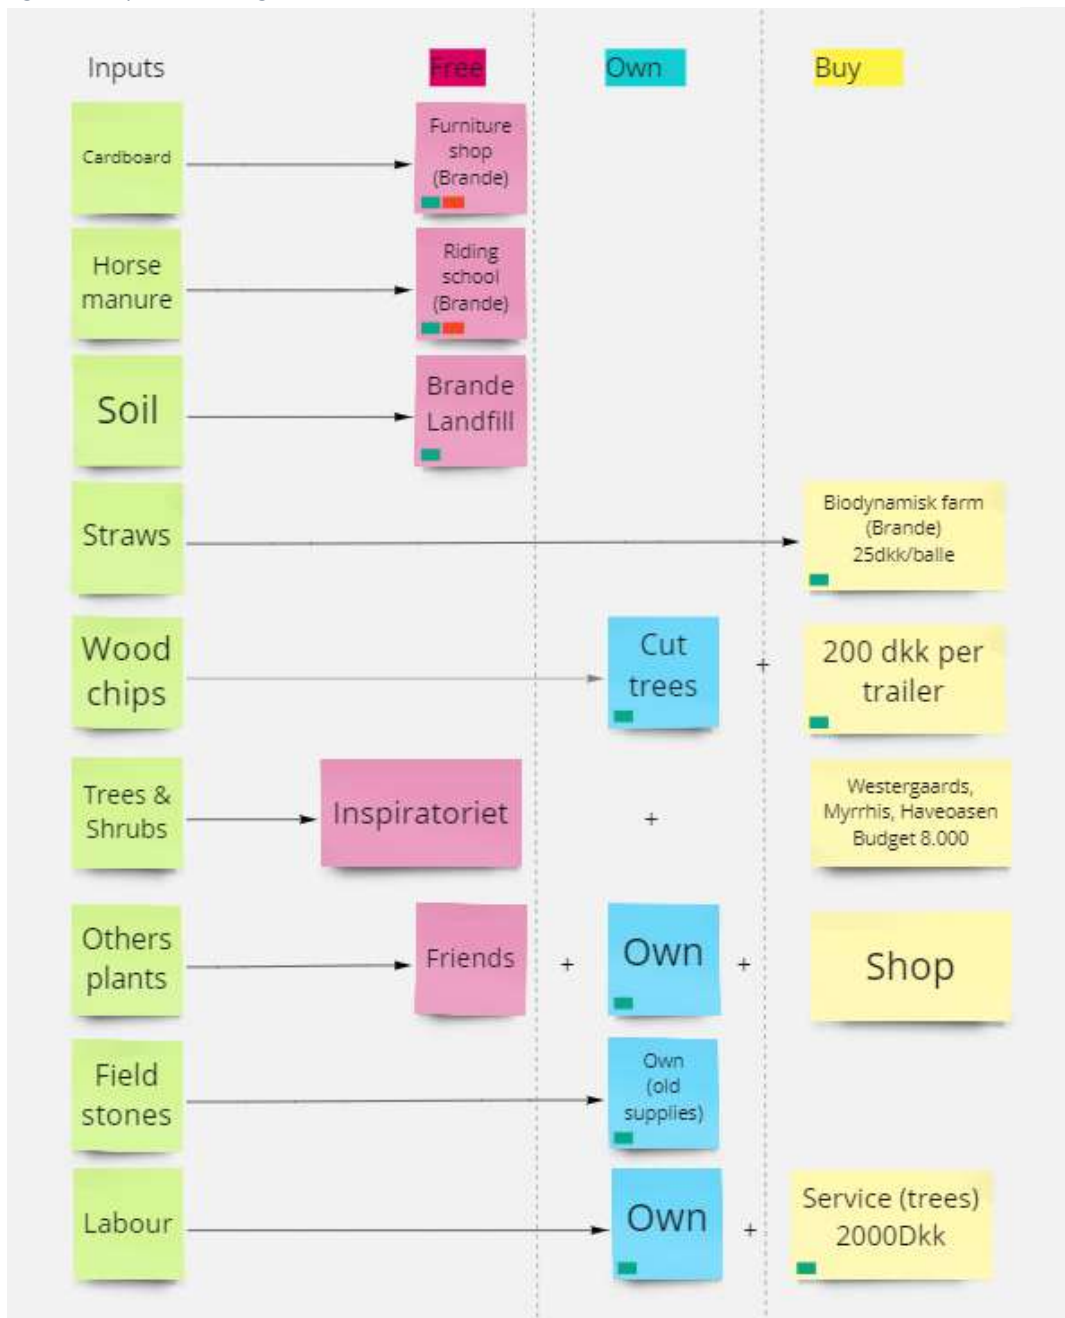 Inputs
Free
Own
Buy
Cardboard
Furniture
shop
(Brande)
Horse
manure
Riding
school
(Brande)
Soil
Brande
Landfill
Straws
Biodynamisk farm
(Brande)
25dkk/balle
Wood
chips
Cut
trees
+
200 dkk per
trailer
Trees &
Shrubs
Inspiratoriet
+
Westergaards,
Myrrhis, Haveoasen
Budget 8.000
Others
plants
Friends
+
Own
+
Shop
Field
stones
Own
(old
supplies)
Labour
Own
+
Service (trees)
2000Dkk